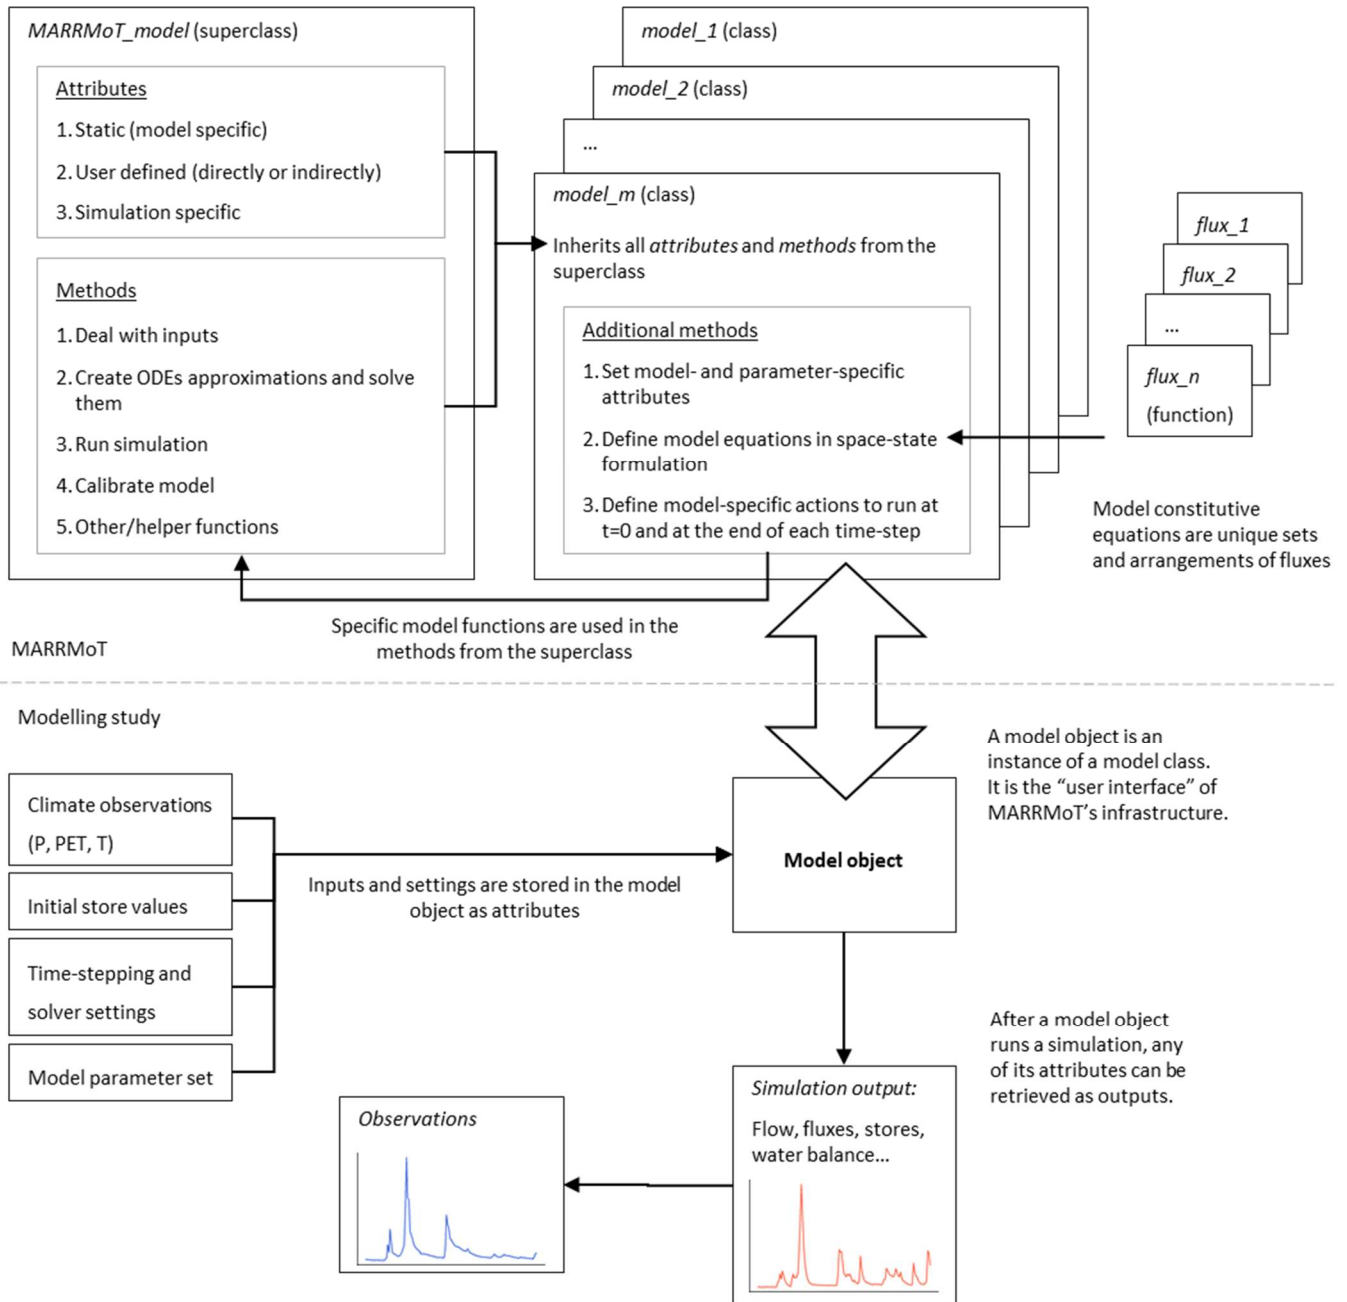 MARRMoT_model (superclass)
Attributes
1. Static (model specific)
2. User defined (directly or indirectly)
3. Simulation specific
Methods
1. Deal with inputs
2. Create ODEs approximations and solve
them
3. Run simulation
4. Calibrate model
5. Other/helper functions
model_1 (class)
model_2 (class)
...
model_m (class)
Inherits all attributes and methods from the
superclass
Additional methods
1. Set model- and parameter-specific
attributes
2. Define model equations in space-state
formulation
3. Define model-specific actions to run at
t=0 and at the end of each time-step
flux_1
flux_2
...
flux_n
(function)
Model constitutive
equations are unique sets
and arrangements of fluxes
Specific model functions are used in the
methods from the superclass
MARRMoT
Modelling study
Climate observations
(P, PET, T)
Initial store values
Time-stepping and
solver settings
Model parameter set
Inputs and settings are stored in the model
object as attributes
Model object
A model object is an
instance of a model class.
It is the “user interface” of
MARRMoT’s infrastructure.
After a model object
runs a simulation, any
of its attributes can be
retrieved as outputs.
Observations
Simulation output:
Flow, fluxes, stores,
water balance...